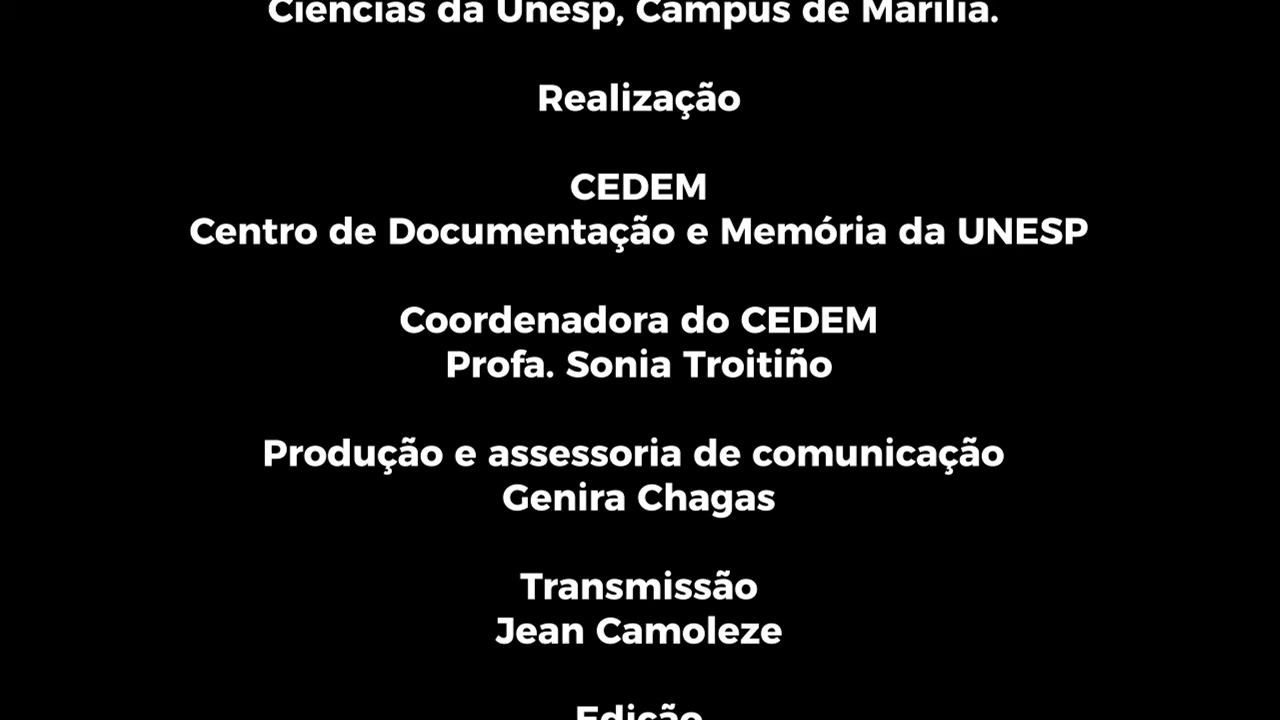 Ciências da Unesp, Campus de Marília.
Realização
CEDEM
Centro de Documentação e Memória da UNESP
Coordenadora do CEDEM
Profa. Sonia Troitiño
Produção e assessoria de comunicação
Genira Chagas
Transmissão
Jean Camoleze
Edição